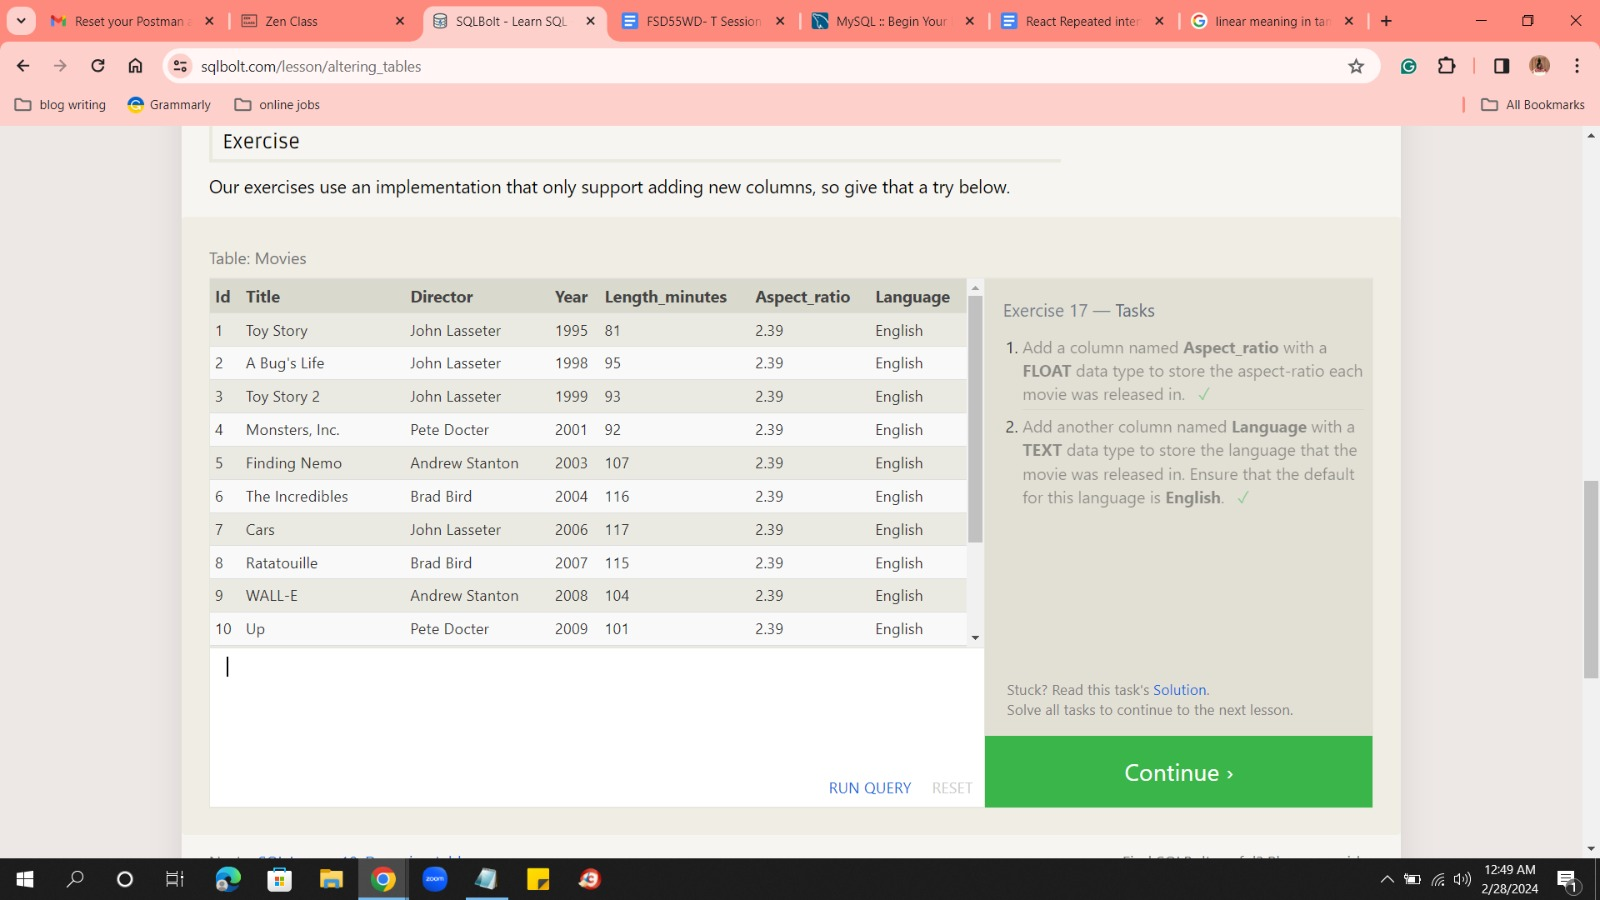 Reset your Postman
Zen Class
SQLBolt - Learn SQL
FSD55WD- T Session
MySQL :: Begin Your
React Repeated inter
linear meaning in tan
sqlbolt.com/lesson/altering_tables
blog writing
Grammarly
online jobs
All Bookmarks
Exercise
Our exercises use an implementation that only support adding new columns, so give that a try below.
Table: Movies
Id Title Director Year Length_minutes Aspect_ratio Language
1 Toy Story John Lasseter 1995 81 2.39 English
2 A Bug's Life John Lasseter 1998 95 2.39 English
3 Toy Story 2 John Lasseter 1999 93 2.39 English
4 Monsters, Inc. Pete Docter 2001 92 2.39 English
5 Finding Nemo Andrew Stanton 2003 107 2.39 English
6 The Incredibles Brad Bird 2004 116 2.39 English
7 Cars John Lasseter 2006 117 2.39 English
8 Ratatouille Brad Bird 2007 115 2.39 English
9 WALL-E Andrew Stanton 2008 104 2.39 English
10 Up Pete Docter 2009 101 2.39 English
RUN QUERY RESET
Exercise 17 — Tasks
1. Add a column named Aspect_ratio with a
FLOAT data type to store the aspect-ratio each
movie was released in. ✓
2. Add another column named Language with a
TEXT data type to store the language that the
movie was released in. Ensure that the default
for this language is English. ✓
Stuck? Read this task's Solution.
Solve all tasks to continue to the next lesson.
Continue ›
zoom
12:49 AM
2/28/2024
1